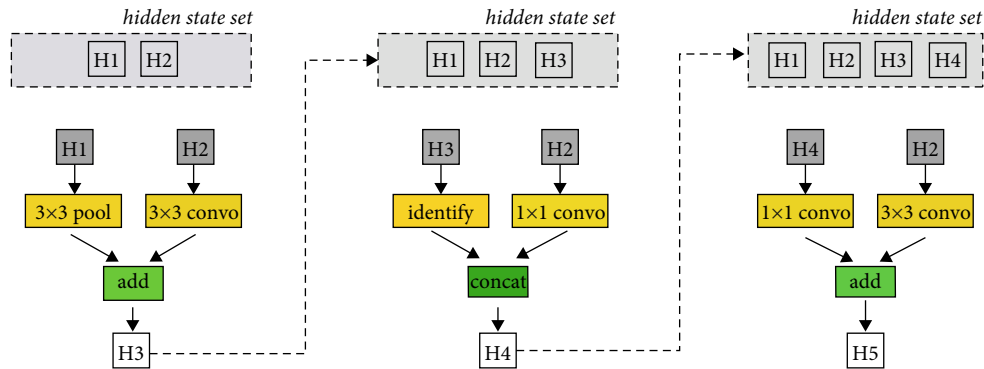 hidden state set
hidden state set
hidden state set
H1 H2
H1 H2 H3
H1 H2 H3 H4
H1 H2
H3 H2
H4 H2
3×3 pool 3×3 convo
identify 1×1 convo
1×1 convo 3×3 convo
add
concat
add
H3
H4
H5